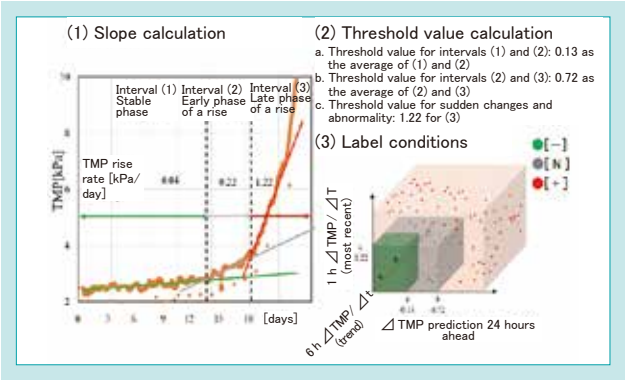 (1) Slope calculation
10
8
6
4
2
TMP[kPa]
Interval (1)
Stable
phase
Interval (2)
Early phase
of a rise
Interval (3)
Late phase
of a rise
TMP rise
rate [kPa/
day]
0.04
0.22
1.22
0
3
6
9
12
15
18
[days]
(2) Threshold value calculation
a. Threshold value for intervals (1) and (2): 0.13 as
the average of (1) and (2)
b. Threshold value for intervals (2) and (3): 0.72 as
the average of (2) and (3)
c. Threshold value for sudden changes and
abnormality: 1.22 for (3)
(3) Label conditions
[−]
[N]
[+]
1 h ⊿TMP/⊿T
(most recent)
6 h ⊿TMP/⊿t
(trend)
0.13
0.72
⊿ TMP prediction 24 hours
ahead